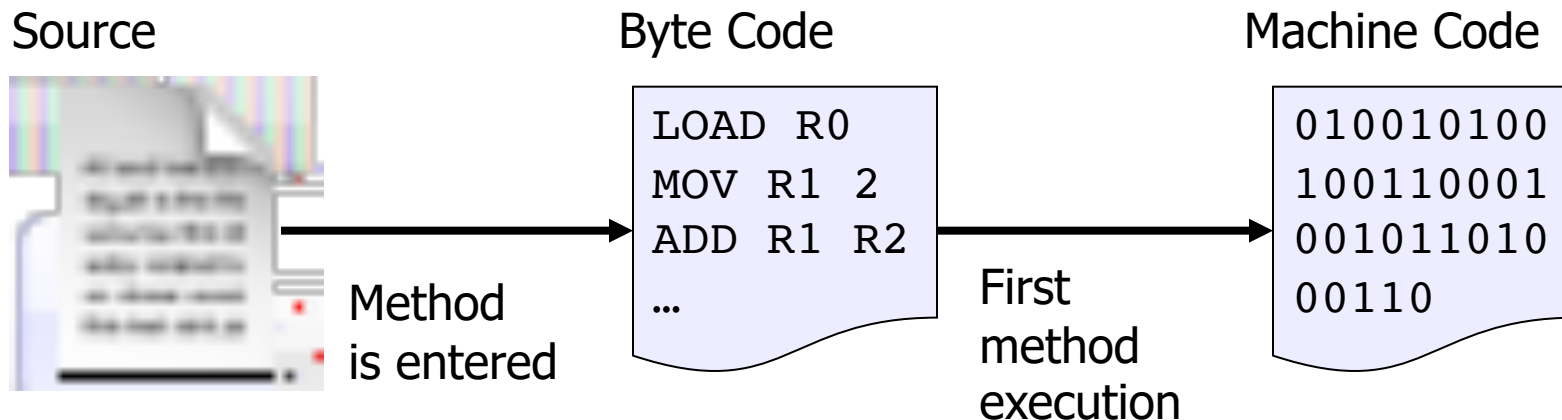 Source
Byte Code
Machine Code
LOAD R0
MOV R1 2
ADD R1 R2
…
010010100
100110001
001011010
00110
Method
is entered
First
method
execution